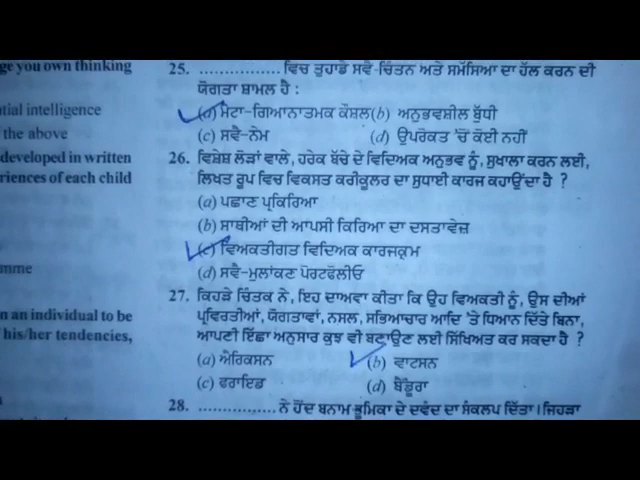 ge you own thinking
tial intelligence
the above
developed in written
riences of each child
mme
n an individual to be
his/her tendencies,
25. ................ ਵਿਚ ਤੁਹਾਡੇ ਸਵੈ-ਚਿੰਤਨ ਅਤੇ ਸਮੱਸਿਆ ਦਾ ਹੱਲ ਕਰਨ ਦੀ
ਯੋਗਤਾ ਸ਼ਾਮਲ ਹੈ :
(a) ਮੈਟਾ-ਗਿਆਨਾਤਮਕ ਕੌਸ਼ਲ (b) ਅਨੁਭਵਸ਼ੀਲ ਬੁੱਧੀ
(c) ਸਵੈ-ਨੇਮ (d) ਉਪਰੋਕਤ 'ਚੋਂ ਕੋਈ ਨਹੀਂ
26. ਵਿਸ਼ੇਸ਼ ਲੋੜਾਂ ਵਾਲੇ, ਹਰੇਕ ਬੱਚੇ ਦੇ ਵਿਦਿਅਕ ਅਨੁਭਵ ਨੂੰ, ਸੁਖਾਲਾ ਕਰਨ ਲਈ,
ਲਿਖਤ ਰੂਪ ਵਿਚ ਵਿਕਸਤ ਕਰੀਕੂਲਰ ਦਾ ਸੁਧਾਈ ਕਾਰਜ ਕਹਾਉਂਦਾ ਹੈ ?
(a) ਪਛਾਣ ਪ੍ਰਕਿਰਿਆ
(b) ਸਾਥੀਆਂ ਦੀ ਆਪਸੀ ਕਿਰਿਆ ਦਾ ਦਸਤਾਵੇਜ਼
(c) ਵਿਅਕਤੀਗਤ ਵਿਦਿਅਕ ਕਾਰਜਕ੍ਰਮ
(d) ਸਵੈ-ਮੁਲਾਂਕਣ ਪੋਰਟਫੋਲੀਓ
27. ਕਿਹੜੇ ਚਿੰਤਕ ਨੇ, ਇਹ ਦਾਅਵਾ ਕੀਤਾ ਕਿ ਉਹ ਵਿਅਕਤੀ ਨੂੰ, ਉਸ ਦੀਆਂ
ਪ੍ਰਵਿਰਤੀਆਂ, ਯੋਗਤਾਵਾਂ, ਨਸਲ, ਸਭਿਆਚਾਰ ਆਦਿ 'ਤੇ ਧਿਆਨ ਦਿੱਤੇ ਬਿਨਾ,
ਆਪਣੀ ਇੱਛਾ ਅਨੁਸਾਰ ਕੁਝ ਵੀ ਬਣਾਉਣ ਲਈ ਸਿੱਖਿਅਤ ਕਰ ਸਕਦਾ ਹੈ ?
(a) ਐਰਿਕਸਨ (b) ਵਾਟਸਨ
(c) ਫਰਾਇਡ (d) ਬੈਂਡੂਰਾ
28. ................ ਨੇ ਹੋਂਦ ਬਨਾਮ ਭੂਮਿਕਾ ਦੇ ਦਵੰਦ ਦਾ ਸੰਕਲਪ ਦਿੱਤਾ। ਜਿਹੜਾ